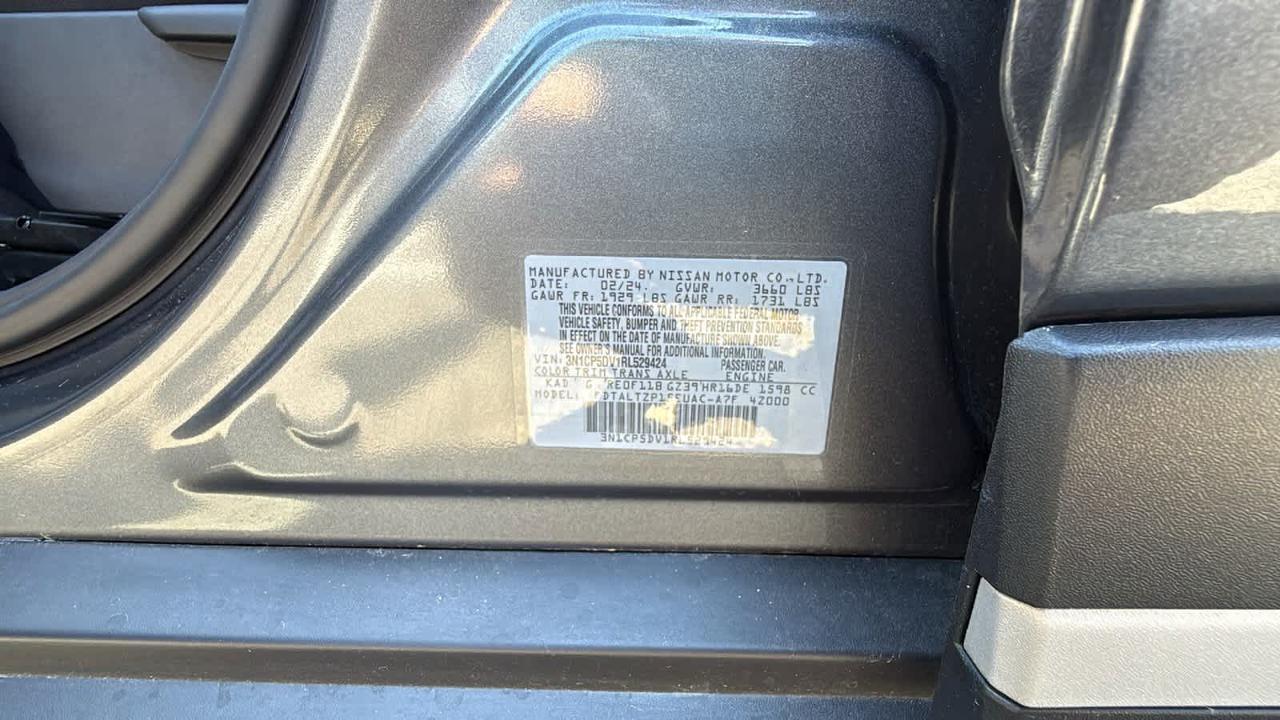 MANUFACTURED BY NISSAN MOTOR CO., LTD.
DATE: 02/24 GVWR: 3660 LBS
GAWR FR: 1929 LBS GAWR RR: 1731 LBS
THIS VEHICLE CONFORMS TO ALL APPLICABLE FEDERAL MOTOR
VEHICLE SAFETY, BUMPER AND THEFT PREVENTION STANDARDS
IN EFFECT ON THE DATE OF MANUFACTURE SHOWN ABOVE.
SEE OWNER'S MANUAL FOR ADDITIONAL INFORMATION.
VIN: 3N1CP5DV1RL529424 PASSENGER CAR.
COLOR TRIM TRANS AXLE ENGINE
KAD G RE0F11B GZ39 HR16DE 1598 CC
MODEL: 42000
3N1CP5DV1RL529424